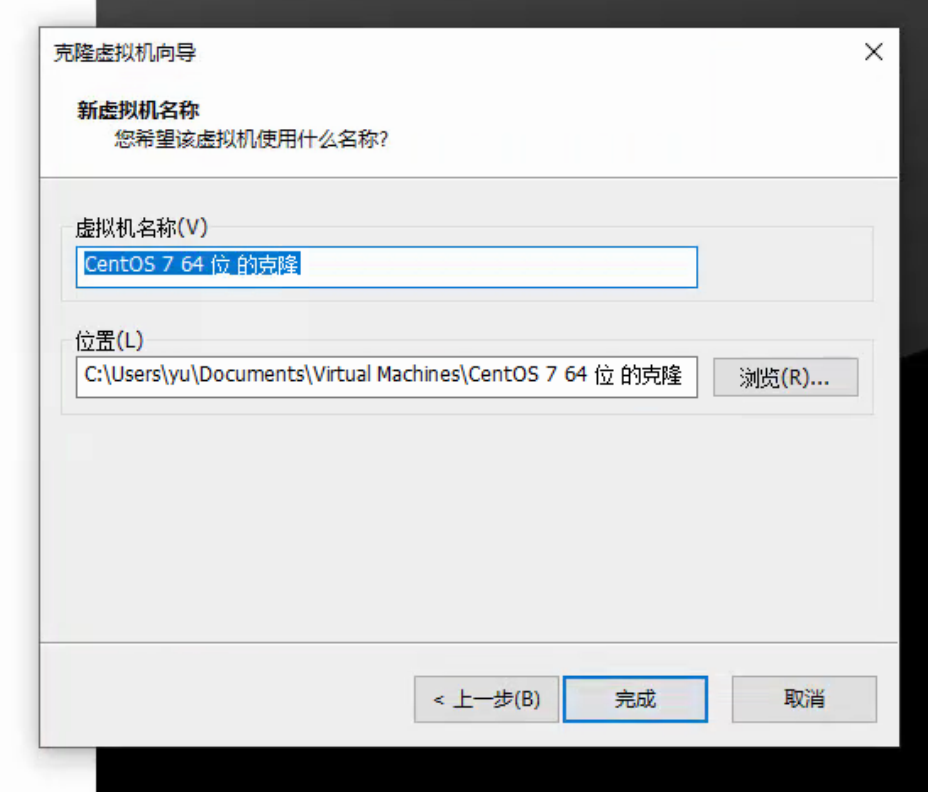 克隆虚拟机向导
新虚拟机名称
您希望该虚拟机使用什么名称?
虚拟机名称(V)
CentOS 7 64 位 的克隆
位置(L)
C:\Users\yu\Documents\Virtual Machines\CentOS 7 64 位 的克隆
浏览(R)...
< 上一步(B)
完成
取消